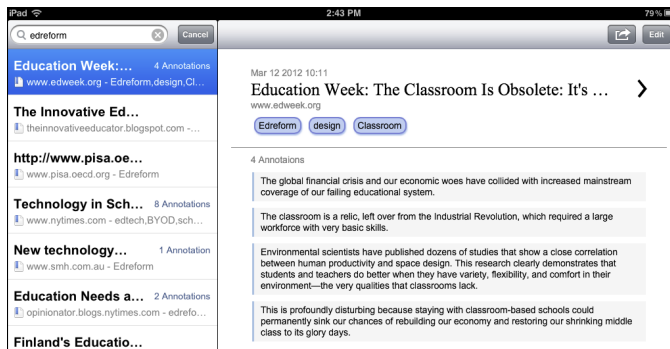 iPad 2:43 PM 79%
edreform Cancel Edit
Education Week:... 4 Annotations
www.edweek.org - Edreform,design,Cl...
The Innovative Ed...
theinnovativeeducator.blogspot.com -...
http://www.pisa.oe...
www.pisa.oecd.org - Edreform
Technology in Sch... 8 Annotations
www.nytimes.com - edtech,BYOD,sch...
New technology... 1 Annotation
www.smh.com.au - Edreform
Education Needs a... 2 Annotations
opinionator.blogs.nytimes.com - edrefo...
Finland's Educatio...
Mar 12 2012 10:11
Education Week: The Classroom Is Obsolete: It's ...
www.edweek.org
Edreform design Classroom
4 Annotaions
The global financial crisis and our economic woes have collided with increased mainstream
coverage of our failing educational system.
The classroom is a relic, left over from the Industrial Revolution, which required a large
workforce with very basic skills.
Environmental scientists have published dozens of studies that show a close correlation
between human productivity and space design. This research clearly demonstrates that
students and teachers do better when they have variety, flexibility, and comfort in their
environment—the very qualities that classrooms lack.
This is profoundly disturbing because staying with classroom-based schools could
permanently sink our chances of rebuilding our economy and restoring our shrinking middle
class to its glory days.